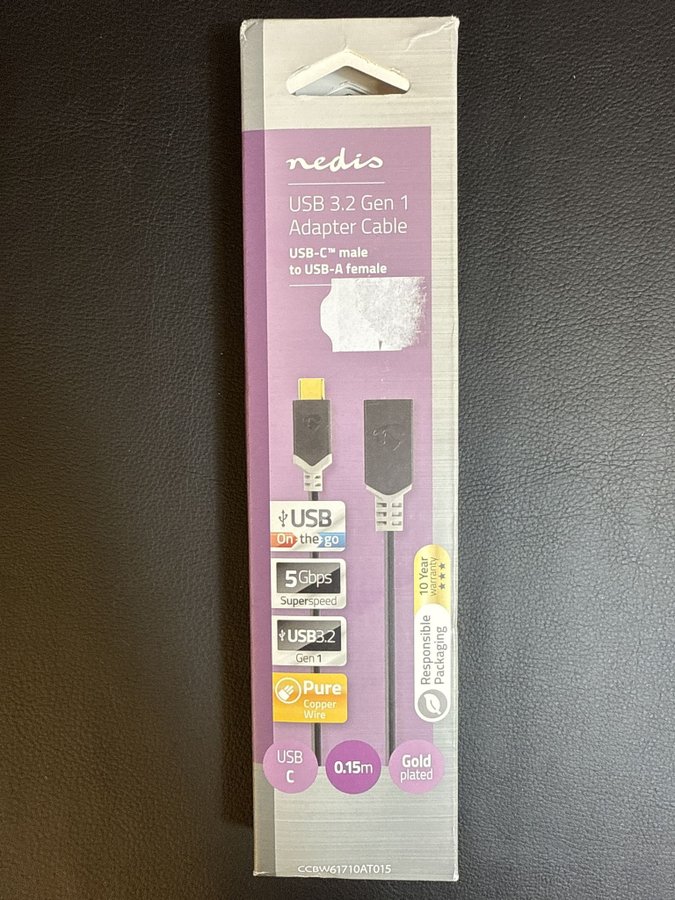 nedis
USB 3.2 Gen 1
Adapter Cable
USB-C™ male
to USB-A female
USB
On-the-go
5Gbps
Superspeed
USB3.2
Gen 1
Pure
Copper
Wire
10 Year
warranty
Responsible
Packaging
USB
C
0.15m
Gold
plated
CCBW61710AT015